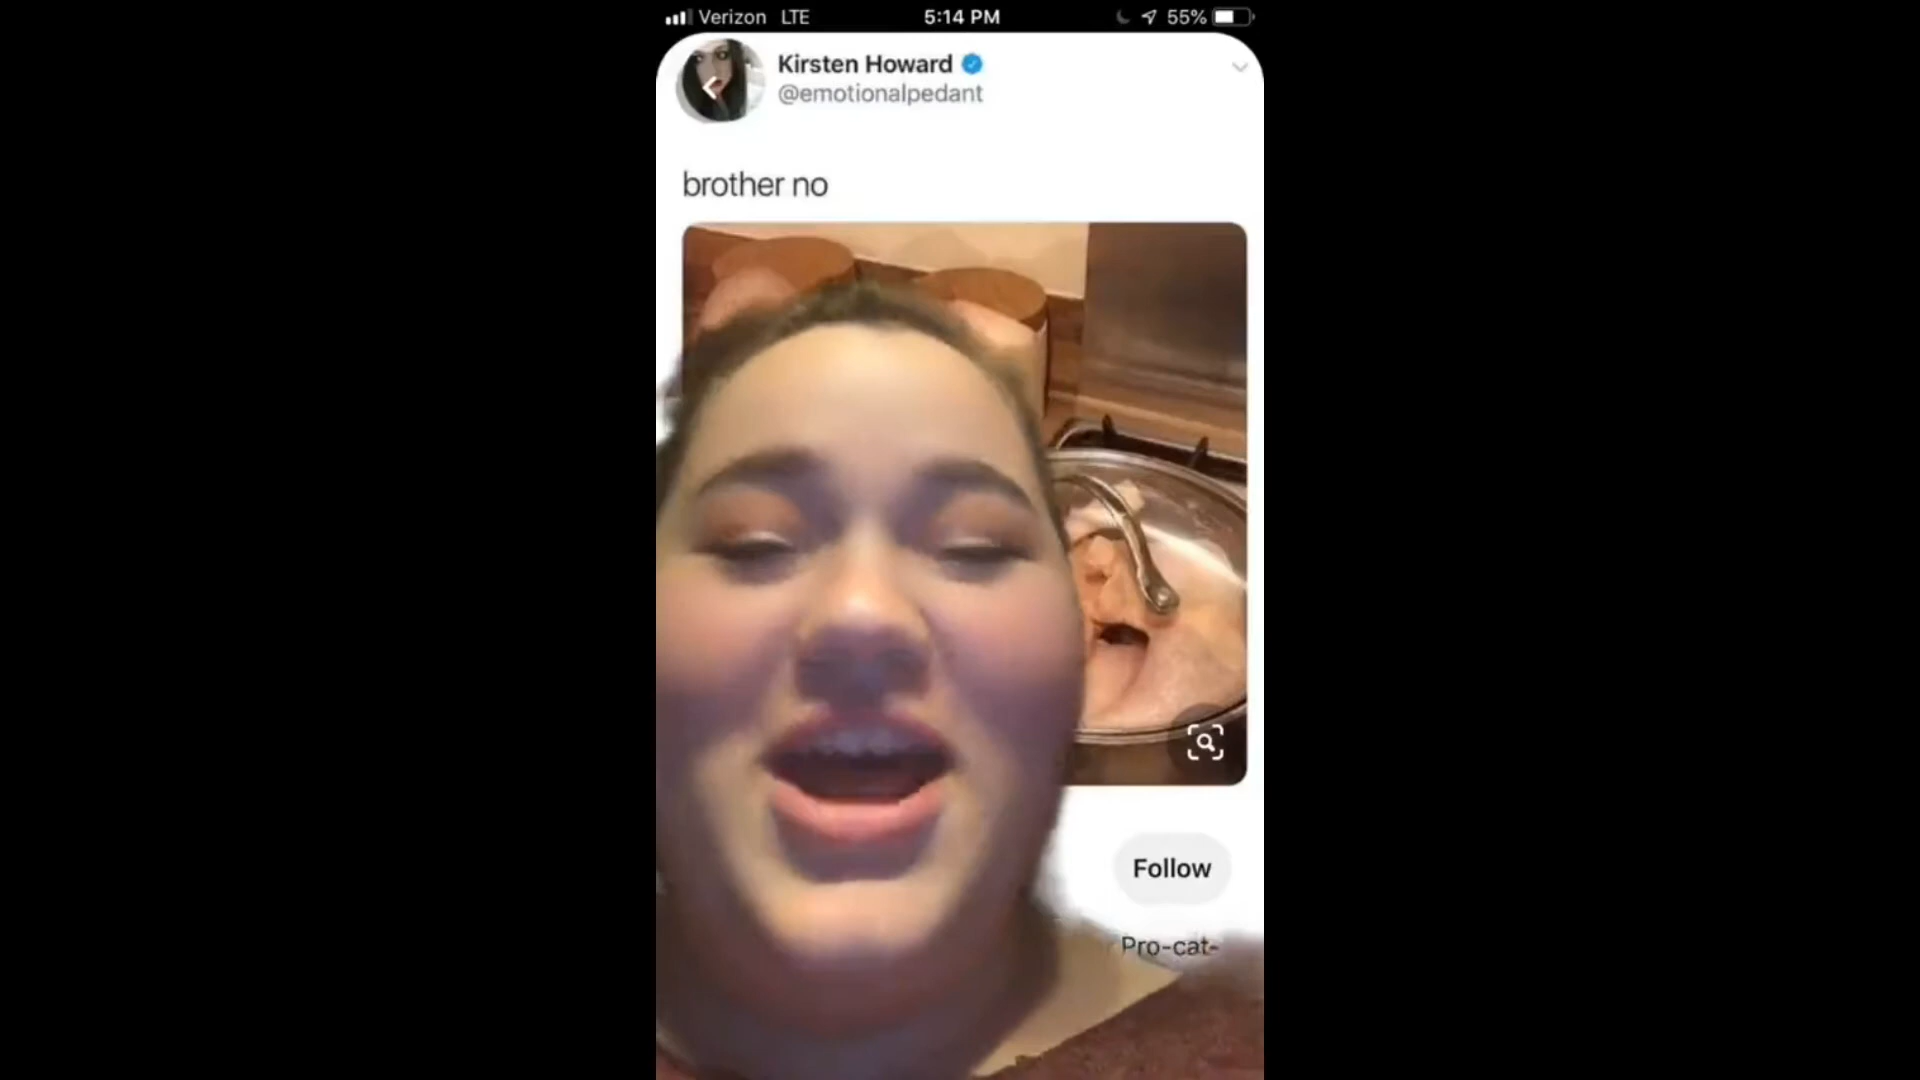 Verizon LTE 5:14 PM 55%
Kirsten Howard
@emotionalpedant
brother no
Follow
Pro-cat-